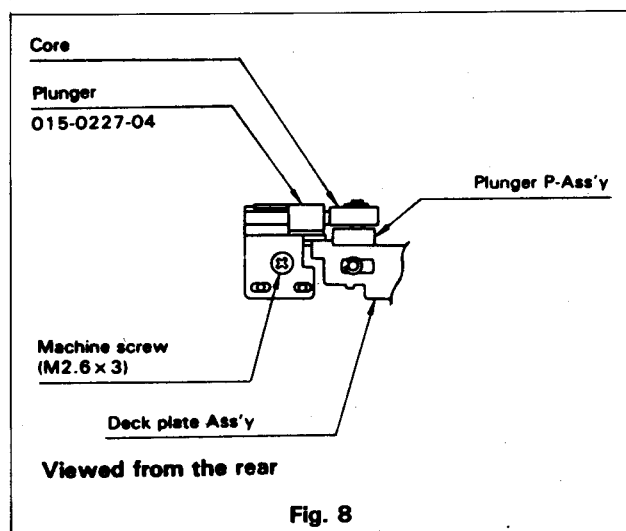 Core
Plunger
015-0227-04
Plunger P-Ass'y
Machine screw
(M2.6 × 3)
Deck plate Ass'y
Viewed from the rear
Fig. 8